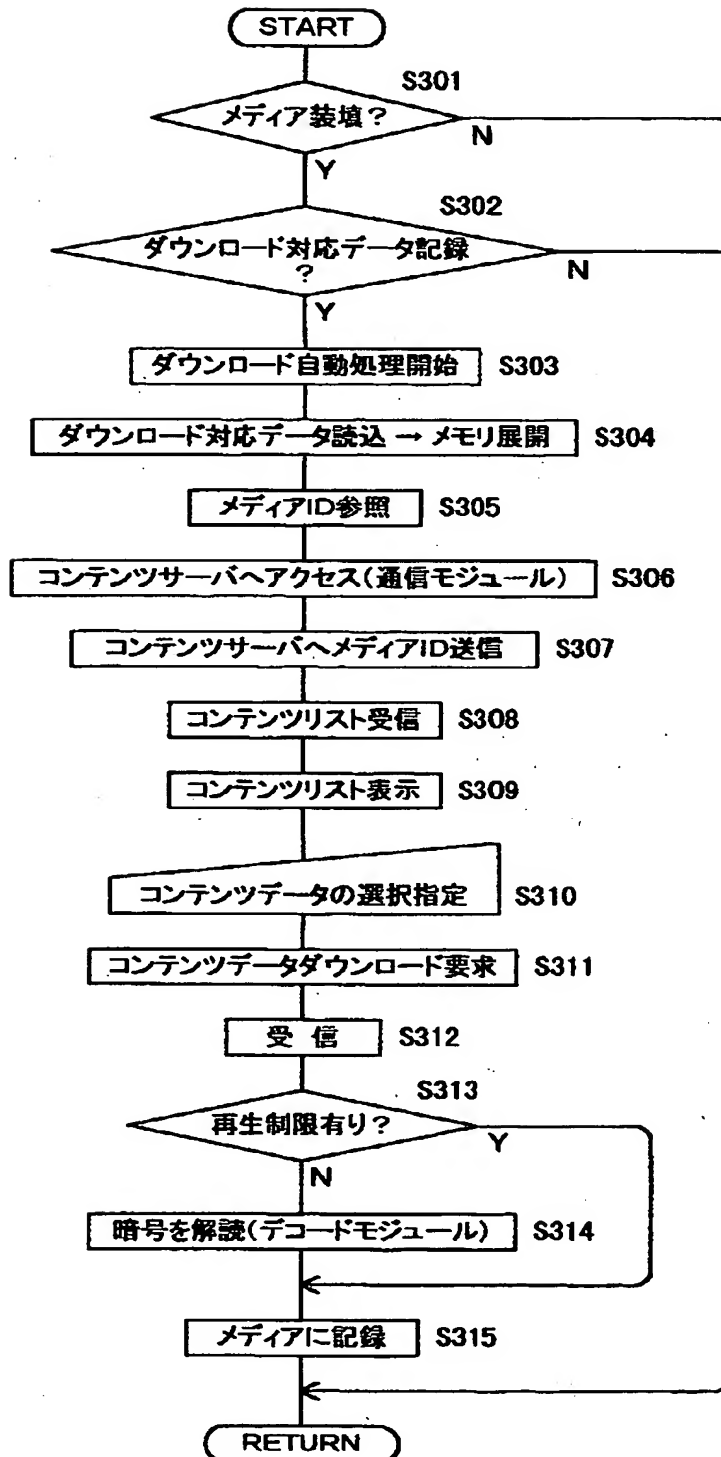 START
S301
メディア装填?
N
Y
S302
ダウンロード対応データ記録
?
N
Y
ダウンロード自動処理開始 S303
ダウンロード対応データ読込 → メモリ展開 S304
メディアID参照 S305
コンテンツサーバへアクセス(通信モジュール) S306
コンテンツサーバへメディアID送信 S307
コンテンツリスト受信 S308
コンテンツリスト表示 S309
コンテンツデータの選択指定 S310
コンテンツデータダウンロード要求 S311
受 信 S312
S313
再生制限有り?
Y
N
暗号を解読(デコードモジュール) S314
メディアに記録 S315
RETURN